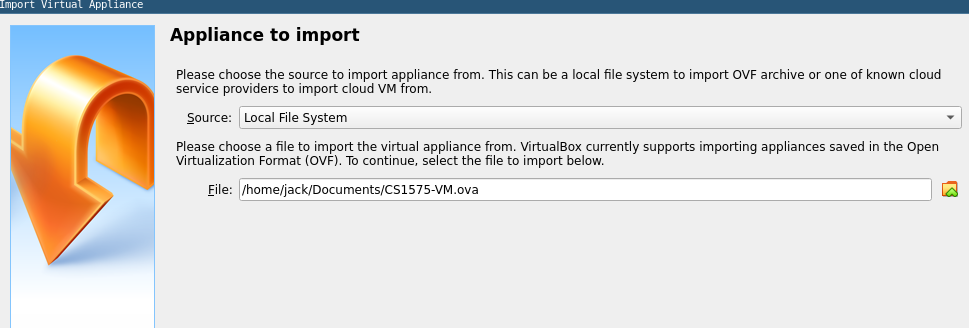 Import Virtual Appliance
Appliance to import
Please choose the source to import appliance from. This can be a local file system to import OVF archive or one of known cloud
service providers to import cloud VM from.
Source: Local File System
Please choose a file to import the virtual appliance from. VirtualBox currently supports importing appliances saved in the Open
Virtualization Format (OVF). To continue, select the file to import below.
File: /home/jack/Documents/CS1575-VM.ova